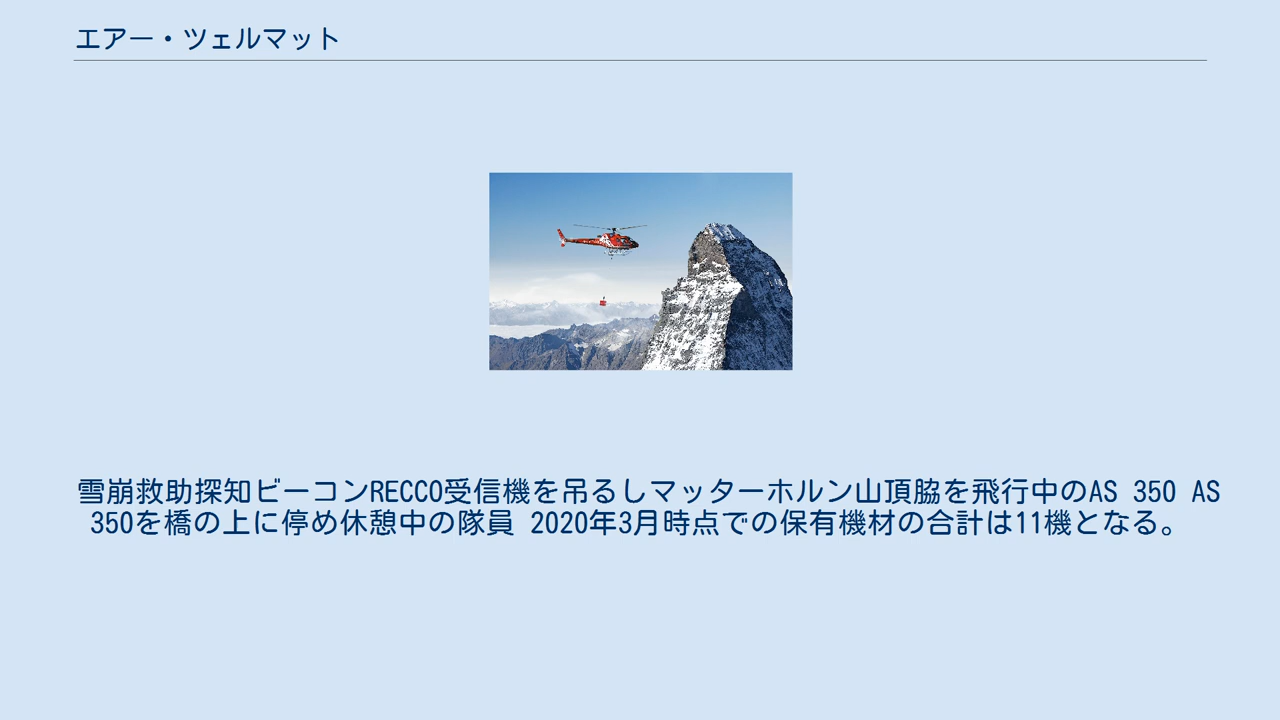 エアー・ツェルマット
雪崩救助探知ビーコンRECCO受信機を吊るしマッターホルン山頂脇を飛行中のAS 350 AS
350を橋の上に停め休憩中の隊員 2020年3月時点での保有機材の合計は11機となる。